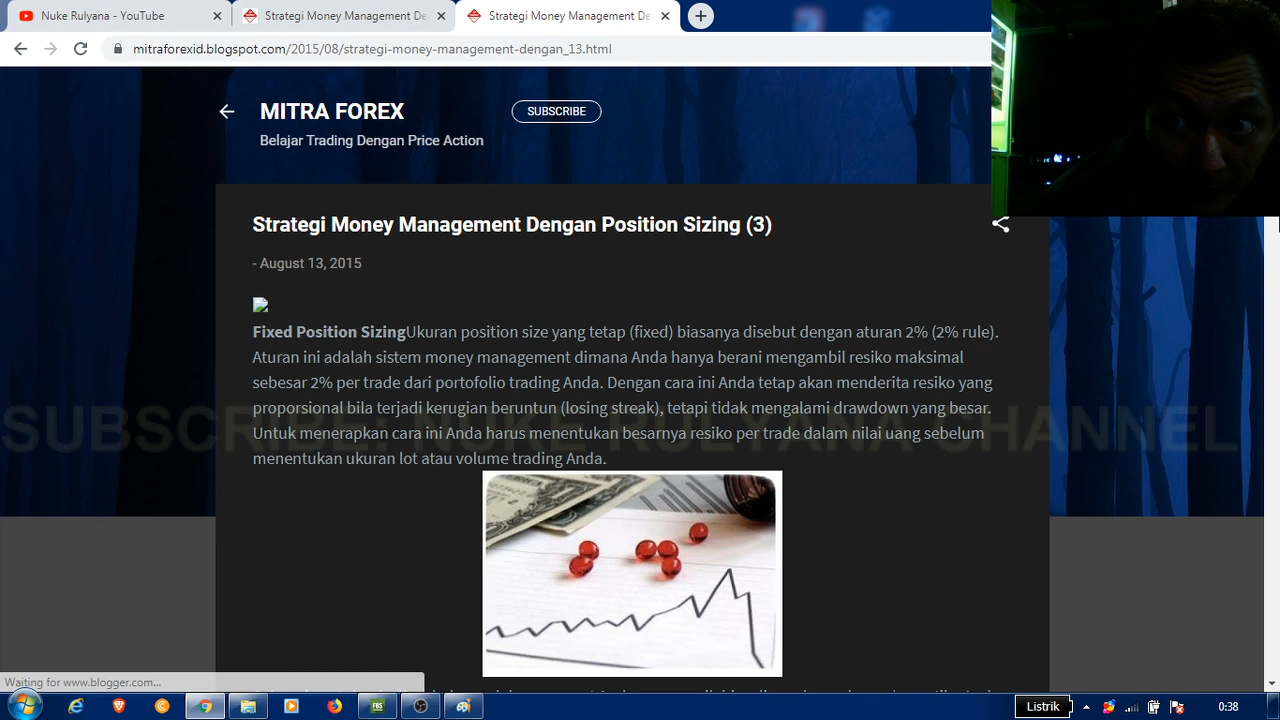 Nuke Rulyana - YouTube
Strategi Money Management De
Strategi Money Management De
mitraforexid.blogspot.com/2015/08/strategi-money-management-dengan_13.html
MITRA FOREX
SUBSCRIBE
Belajar Trading Dengan Price Action
Strategi Money Management Dengan Position Sizing (3)
- August 13, 2015
Fixed Position SizingUkuran position size yang tetap (fixed) biasanya disebut dengan aturan 2% (2% rule).
Aturan ini adalah sistem money management dimana Anda hanya berani mengambil resiko maksimal
sebesar 2% per trade dari portofolio trading Anda. Dengan cara ini Anda tetap akan menderita resiko yang
proporsional bila terjadi kerugian beruntun (losing streak), tetapi tidak mengalami drawdown yang besar.
SUBSCRIBE: NUKE RULYANA CHANNEL
Untuk menerapkan cara ini Anda harus menentukan besarnya resiko per trade dalam nilai uang sebelum
menentukan ukuran lot atau volume trading Anda.
Waiting for www.blogger.com...
FBS
Listrik
0:38